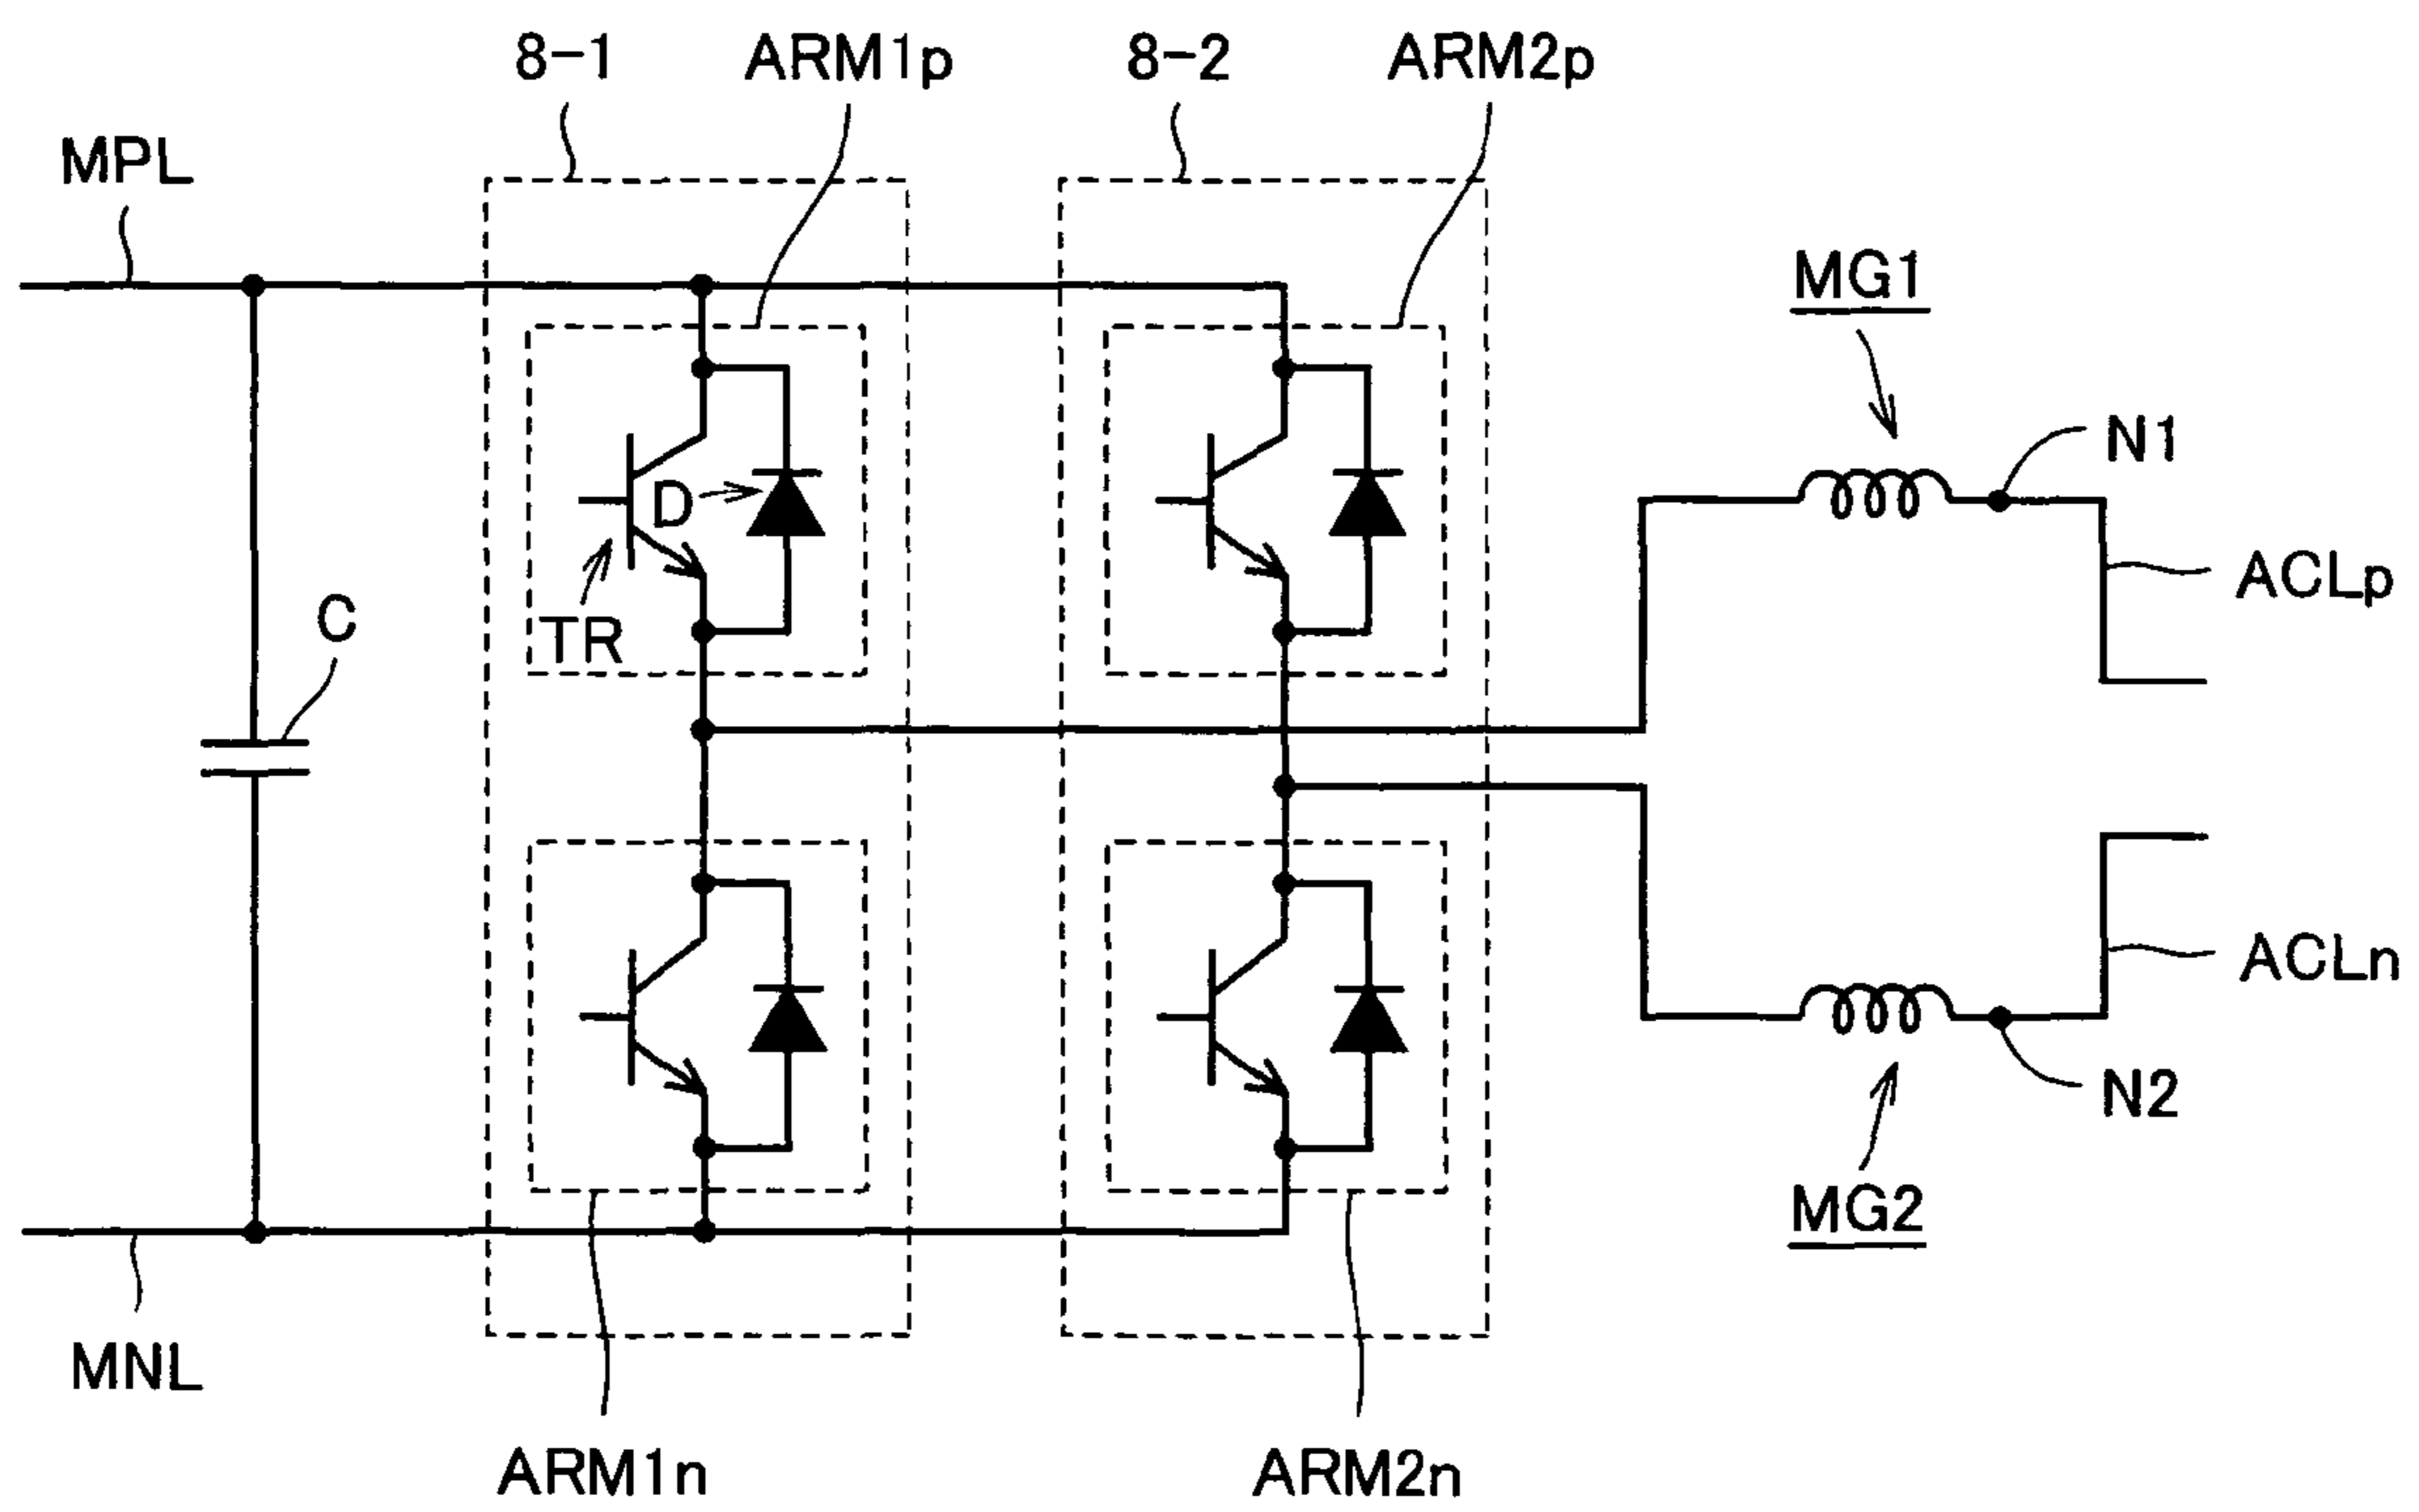 8-1
ARM1p
8-2
ARM2p
MPL
MG1
N1
D
ACLp
C
TR
ACLn
N2
MG2
MNL
ARM1n
ARM2n